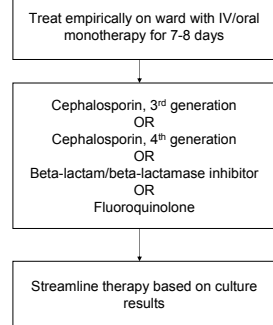 Treat empirically on ward with IV/oral
monotherapy for 7-8 days
Cephalosporin, 3rd generation
OR
Cephalosporin, 4th generation
OR
Beta-lactam/beta-lactamase inhibitor
OR
Fluoroquinolone
Streamline therapy based on culture
results